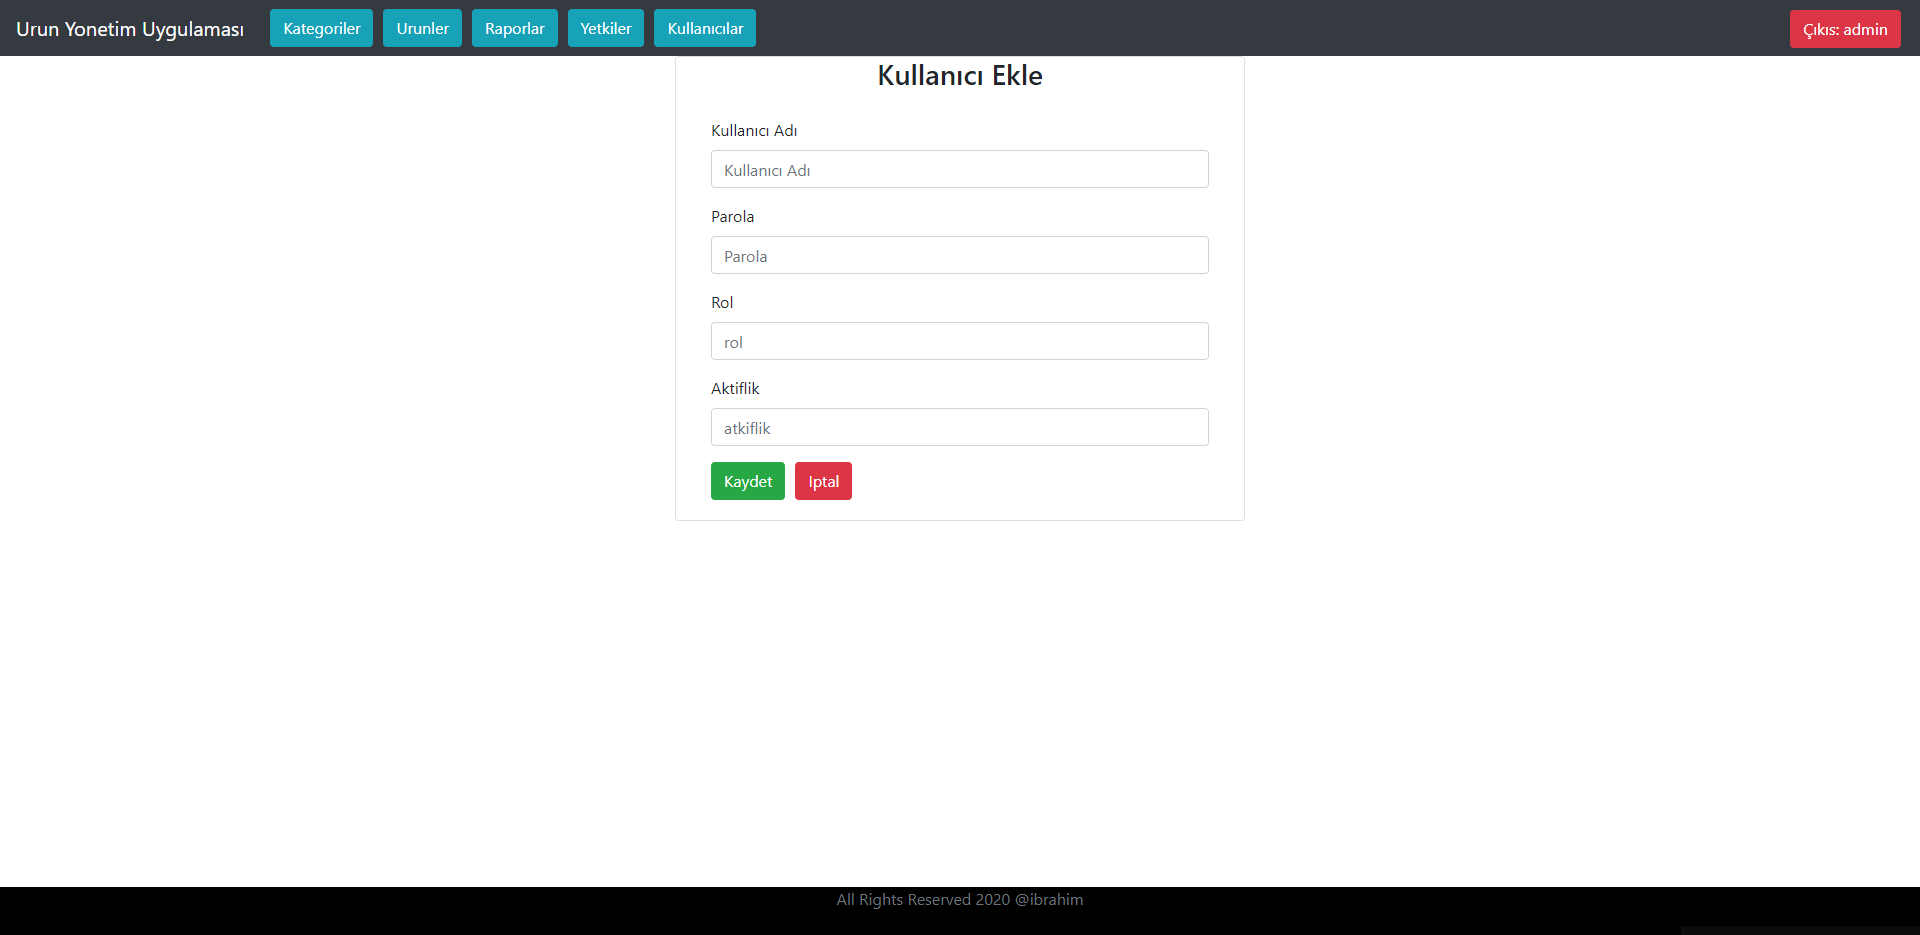 Urun Yonetim Uygulaması Kategoriler Urunler Raporlar Yetkiler Kullanıcılar Çıkıs: admin
Kullanıcı Ekle
Kullanıcı Adı
Kullanıcı Adı
Parola
Parola
Rol
rol
Aktiflik
atkiflik
Kaydet Iptal
All Rights Reserved 2020 @ibrahim